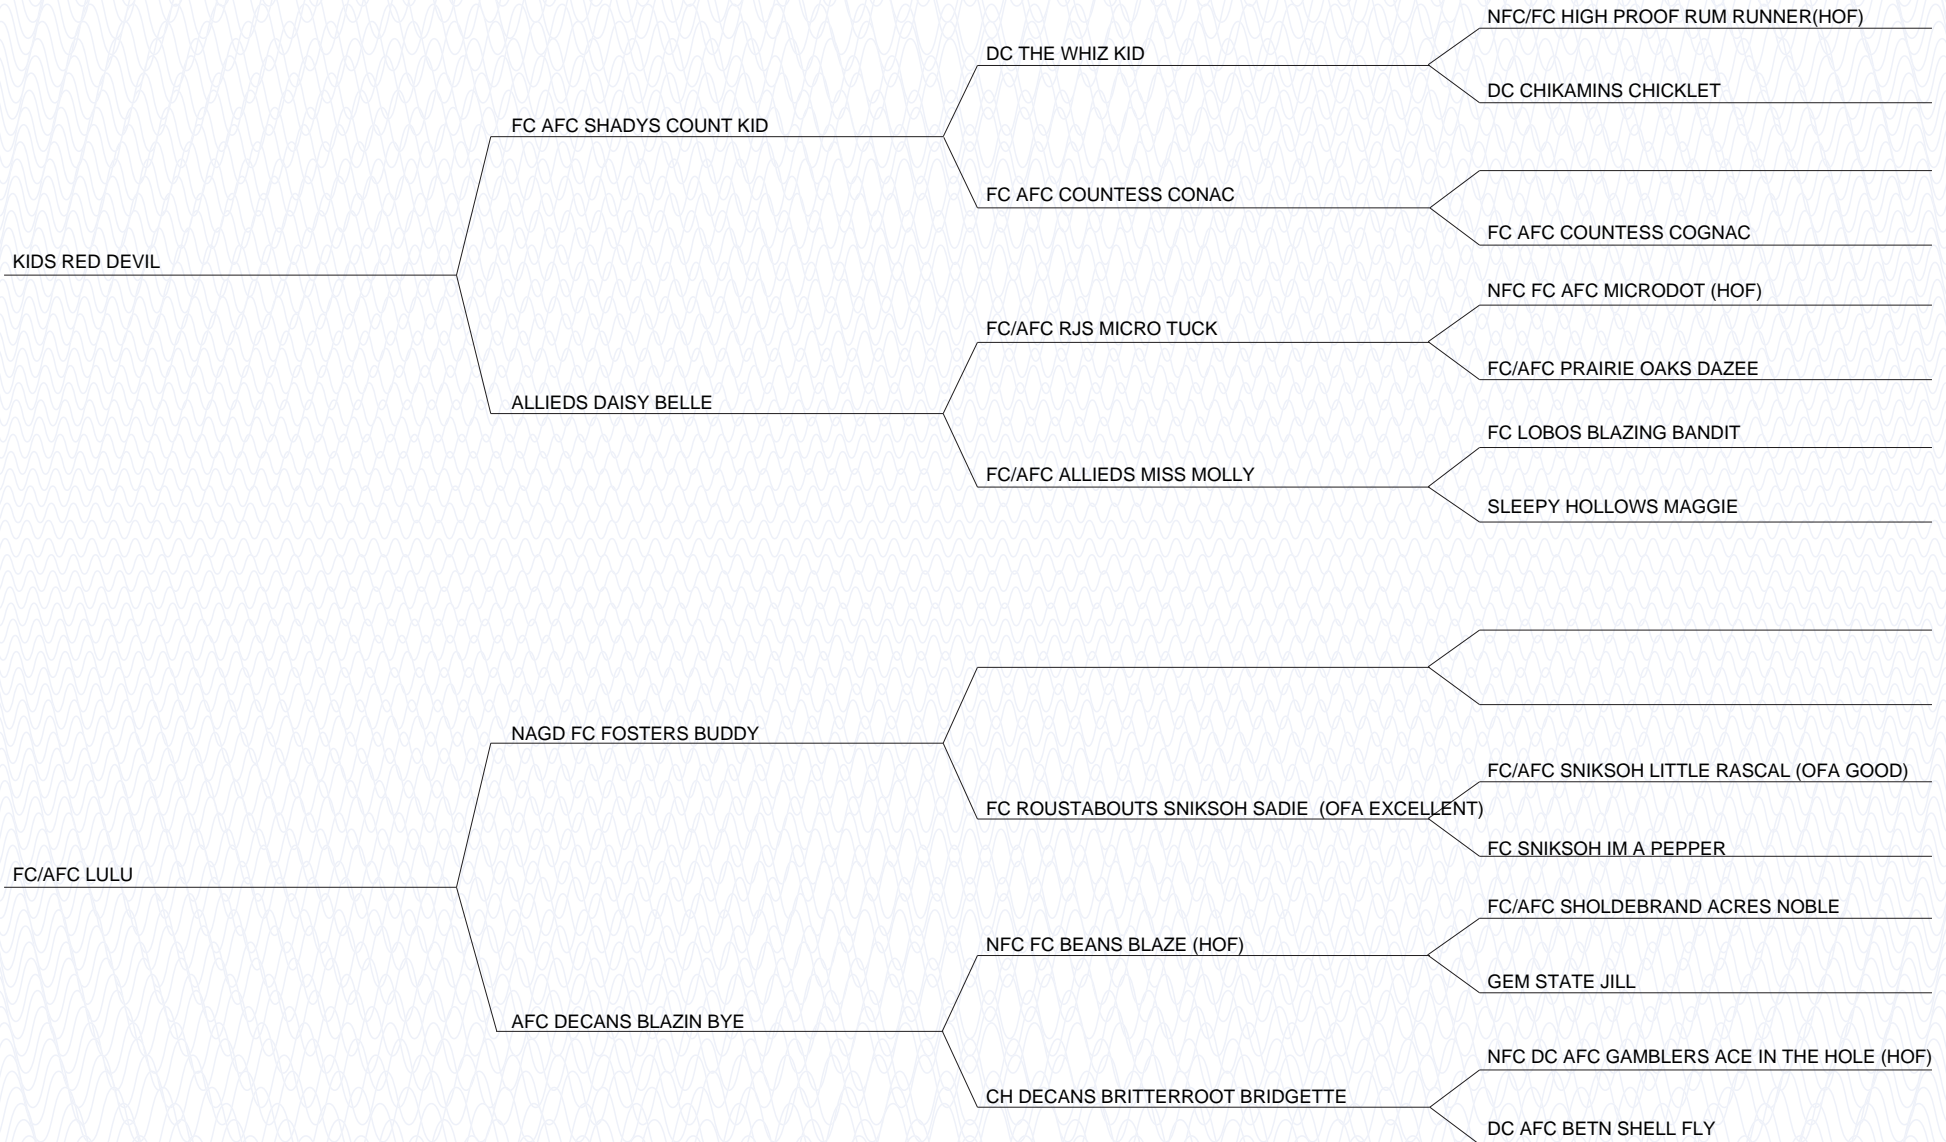 NFC/FC HIGH PROOF RUM RUNNER(HOF)
DC THE WHIZ KID
DC CHIKAMINS CHICKLET
FC AFC SHADYS COUNT KID
FC AFC COUNTESS CONAC
FC AFC COUNTESS COGNAC
KIDS RED DEVIL
NFC FC AFC MICRODOT (HOF)
FC/AFC RJS MICRO TUCK
FC/AFC PRAIRIE OAKS DAZEE
ALLIEDS DAISY BELLE
FC LOBOS BLAZING BANDIT
FC/AFC ALLIEDS MISS MOLLY
SLEEPY HOLLOWS MAGGIE
NAGD FC FOSTERS BUDDY
FC/AFC SNIKSOH LITTLE RASCAL (OFA GOOD)
FC ROUSTABOUTS SNIKSOH SADIE  (OFA EXCELLENT)
FC SNIKSOH IM A PEPPER
FC/AFC LULU
FC/AFC SHOLDEBRAND ACRES NOBLE
NFC FC BEANS BLAZE (HOF)
GEM STATE JILL
AFC DECANS BLAZIN BYE
NFC DC AFC GAMBLERS ACE IN THE HOLE (HOF)
CH DECANS BRITTERROOT BRIDGETTE
DC AFC BETN SHELL FLY